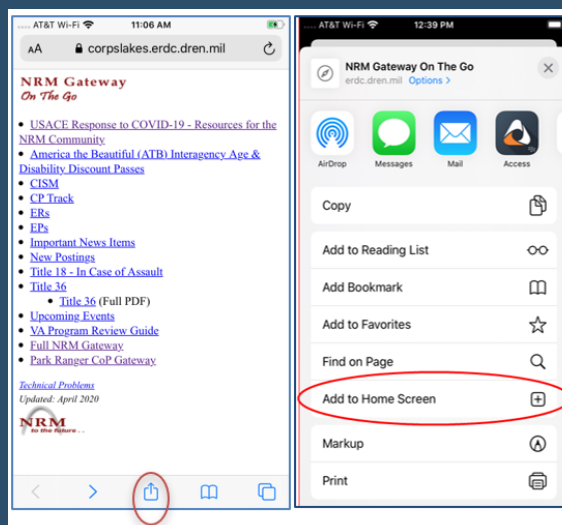 .... AT&T Wi-Fi 11:06 AM
AA corpslakes.erdc.dren.mil
NRM Gateway
On The Go
• USACE Response to COVID-19 - Resources for the
NRM Community
• America the Beautiful (ATB) Interagency Age &
Disability Discount Passes
• CISM
• CP Track
• ERs
• EPs
• Important News Items
• New Postings
• Title 18 - In Case of Assault
• Title 36
• Title 36 (Full PDF)
• Upcoming Events
• VA Program Review Guide
• Full NRM Gateway
• Park Ranger CoP Gateway
Technical Problems
Updated: April 2020
NRM
to the future . .
.... AT&T Wi-Fi 12:39 PM
NRM Gateway On The Go
erdc.dren.mil Options >
AirDrop Messages Mail Access
Copy
Add to Reading List
Add Bookmark
Add to Favorites
Find on Page
Add to Home Screen
Markup
Print